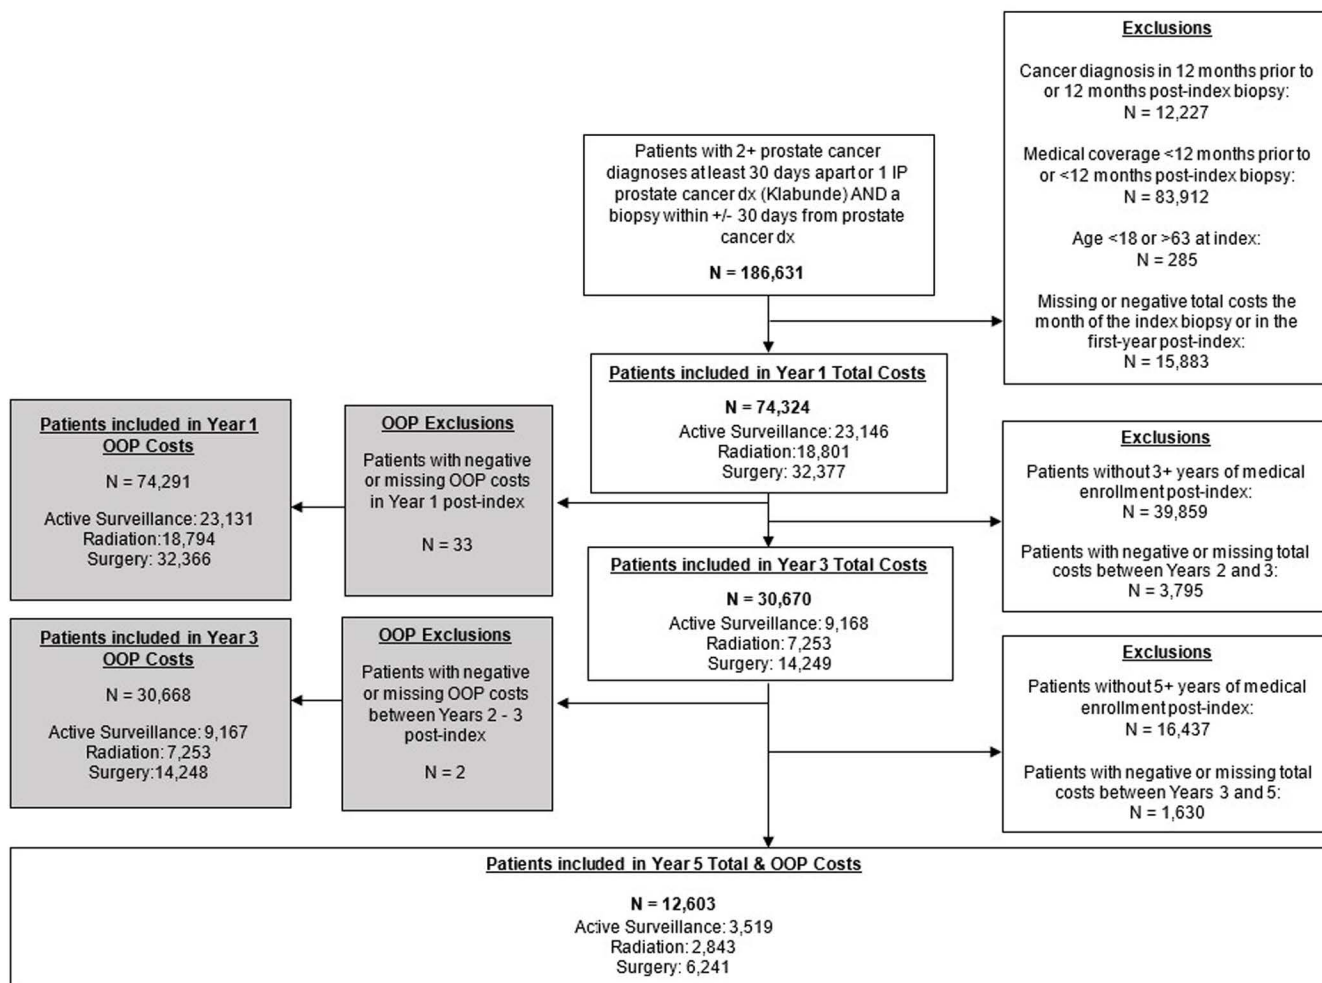 Exclusions
Cancer diagnosis in 12 months prior to
or 12 months post-index biopsy:
N = 12,227
Medical coverage <12 months prior to
or <12 months post-index biopsy:
N = 83,912
Age <18 or >63 at index:
N = 285
Missing or negative total costs the
month of the index biopsy or in the
first-year post-index:
N = 15,883
Patients with 2+ prostate cancer
diagnoses at least 30 days apart or 1 IP
prostate cancer dx (Klabunde) AND a
biopsy within +/- 30 days from prostate
cancer dx
N = 186,631
Patients included in Year 1 Total Costs
N = 74,324
Active Surveillance: 23,146
Radiation: 18,801
Surgery: 32,377
Patients included in Year 1
OOP Costs
N = 74,291
Active Surveillance: 23,131
Radiation: 18,794
Surgery: 32,366
OOP Exclusions
Patients with negative
or missing OOP costs
in Year 1 post-index
N = 33
Exclusions
Patients without 3+ years of medical
enrollment post-index:
N = 39,859
Patients with negative or missing total
costs between Years 2 and 3:
N = 3,795
Patients included in Year 3 Total Costs
N = 30,670
Active Surveillance: 9,168
Radiation: 7,253
Surgery: 14,249
Patients included in Year 3
OOP Costs
N = 30,668
Active Surveillance: 9,167
Radiation: 7,253
Surgery:14,248
OOP Exclusions
Patients with negative
or missing OOP costs
between Years 2 - 3
post-index
N = 2
Exclusions
Patients without 5+ years of medical
enrollment post-index:
N = 16,437
Patients with negative or missing total
costs between Years 3 and 5:
N = 1,630
Patients included in Year 5 Total & OOP Costs
N = 12,603
Active Surveillance: 3,519
Radiation: 2,843
Surgery: 6,241